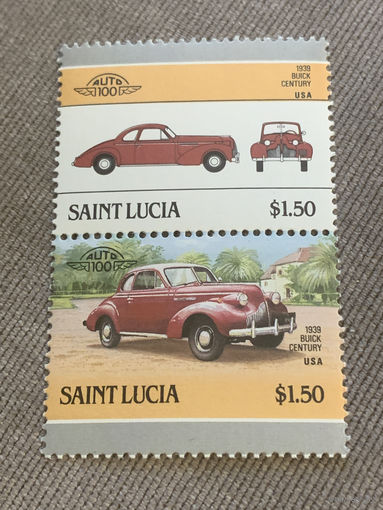 AUTO
100
1939
BUICK
CENTURY
USA
SAINT LUCIA $1.50
AUTO
100
1939
BUICK
CENTURY
USA
SAINT LUCIA $1.50